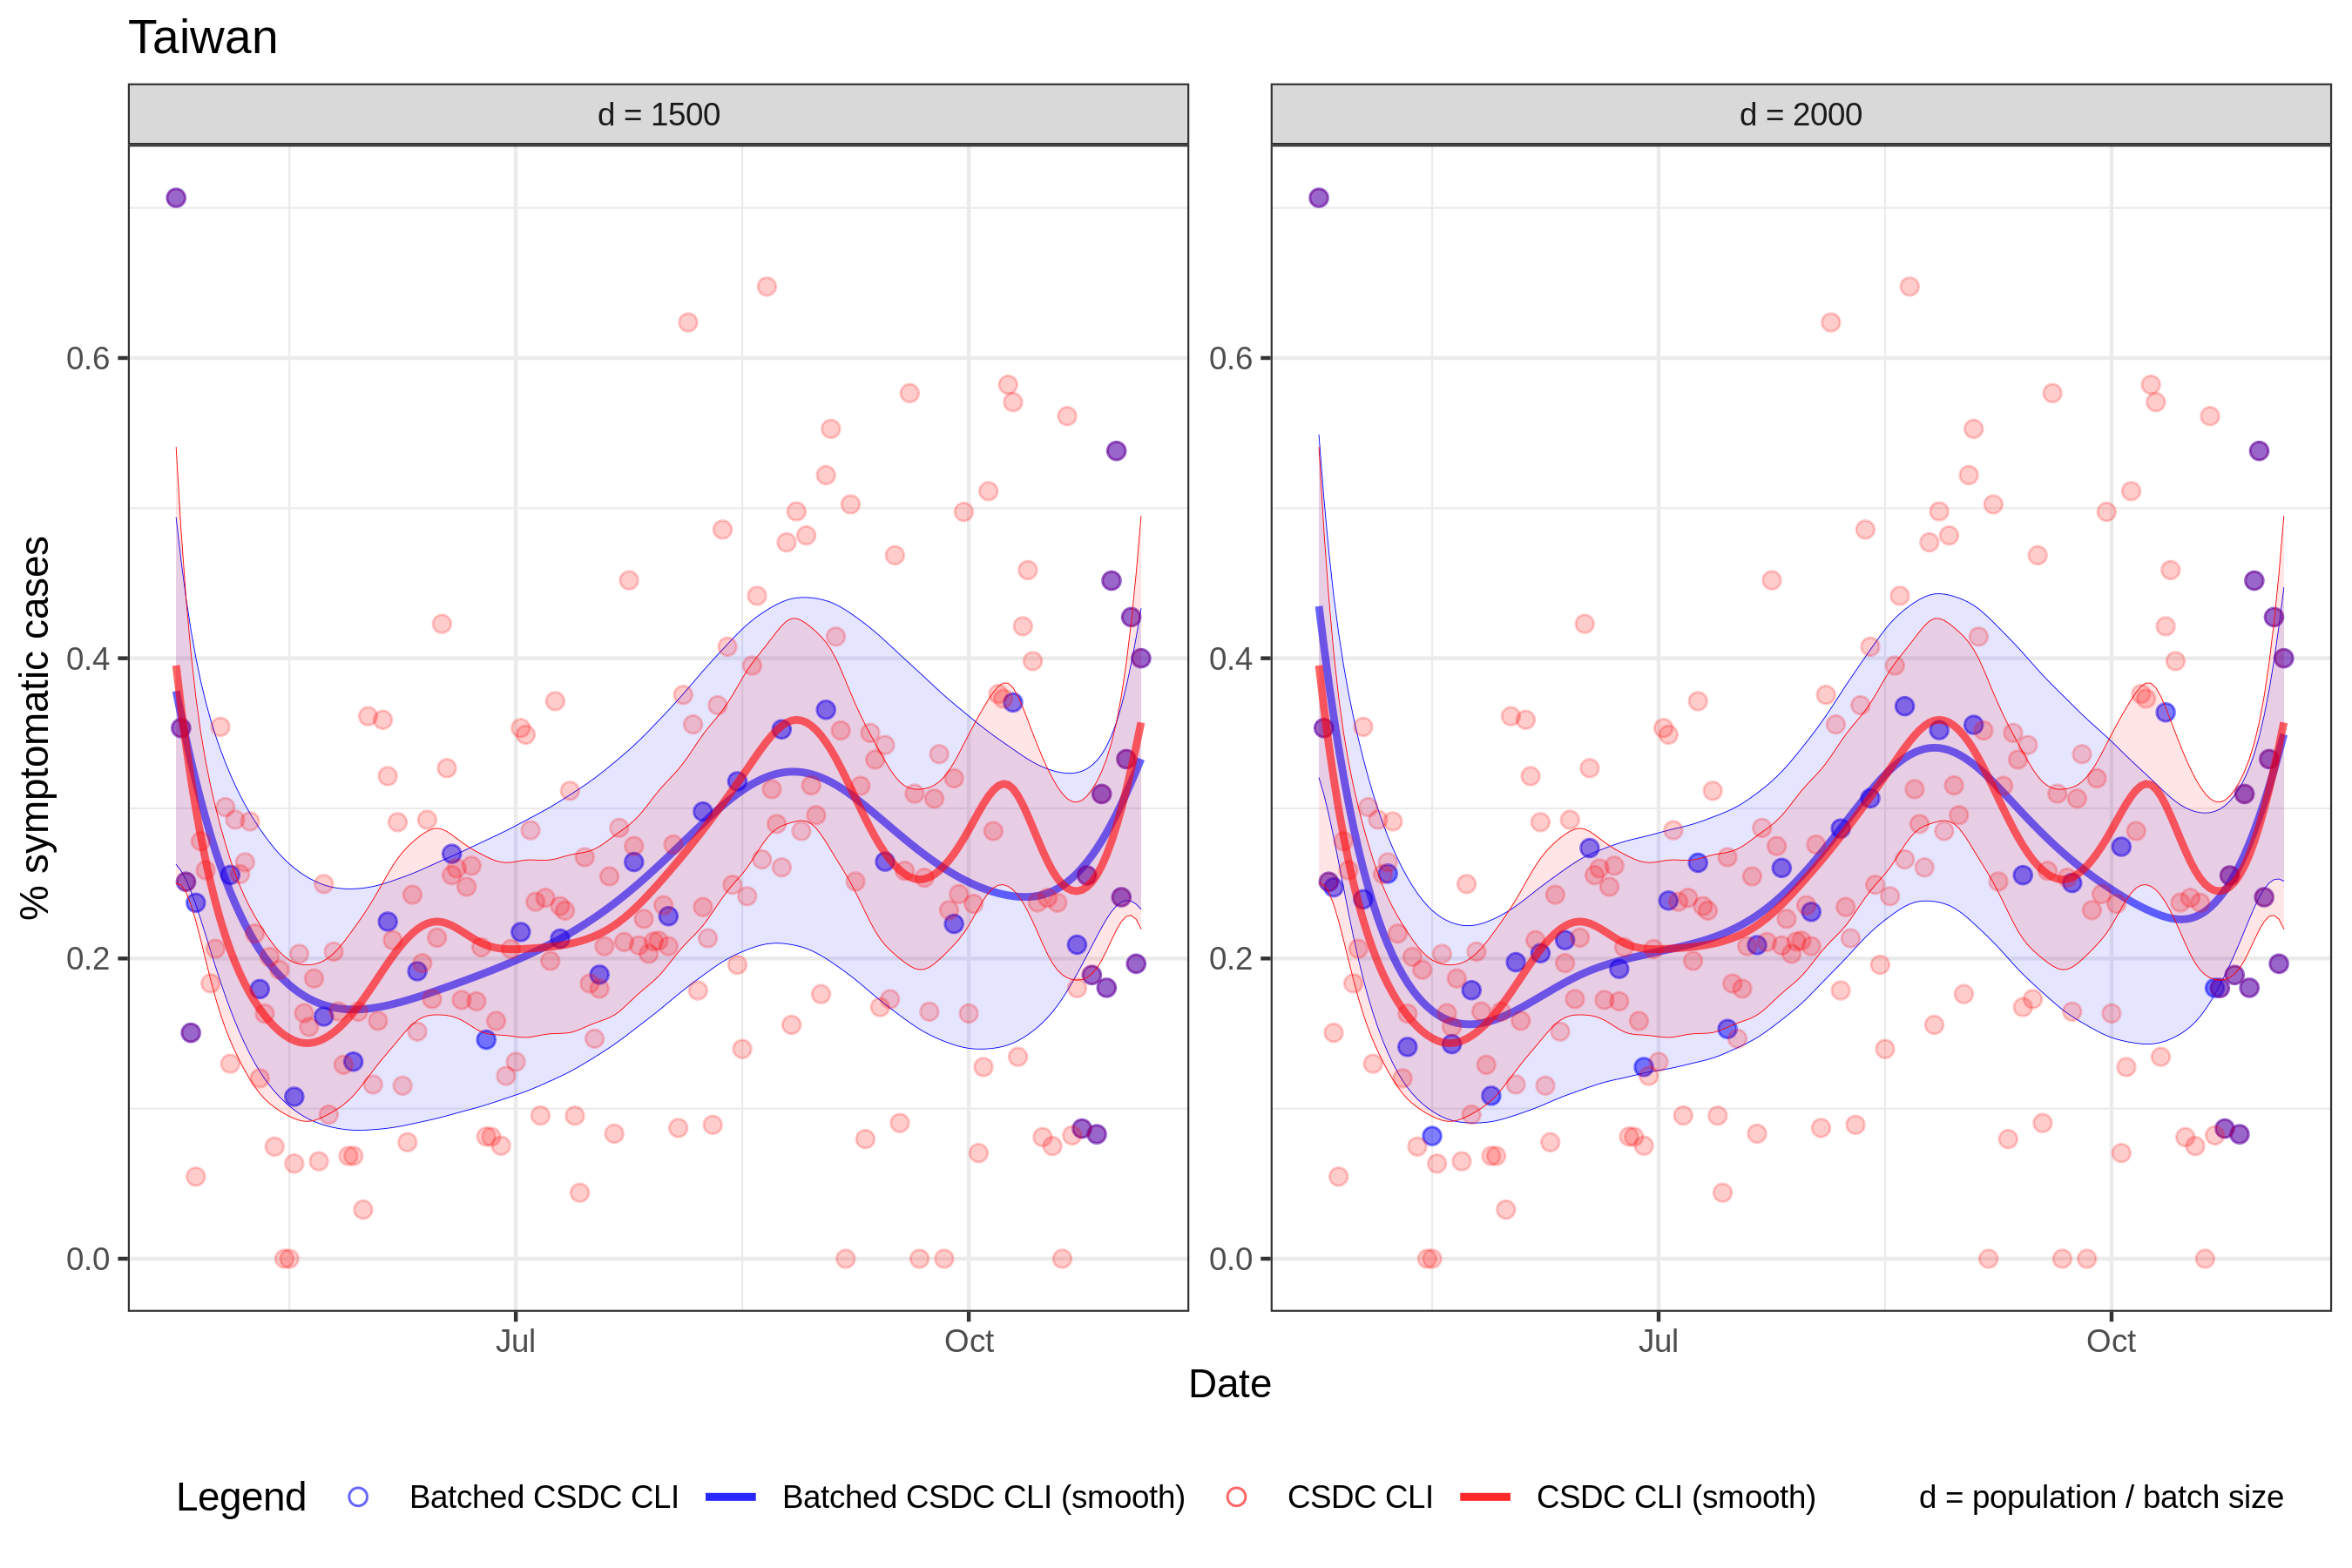 Taiwan
d = 1500
d = 2000
% symptomatic cases
0.6
0.4
0.2
0.0
0.6
0.4
0.2
0.0
Jul
Oct
Jul
Oct
Date
Legend
Batched CSDC CLI
Batched CSDC CLI (smooth)
CSDC CLI
CSDC CLI (smooth)
d = population / batch size